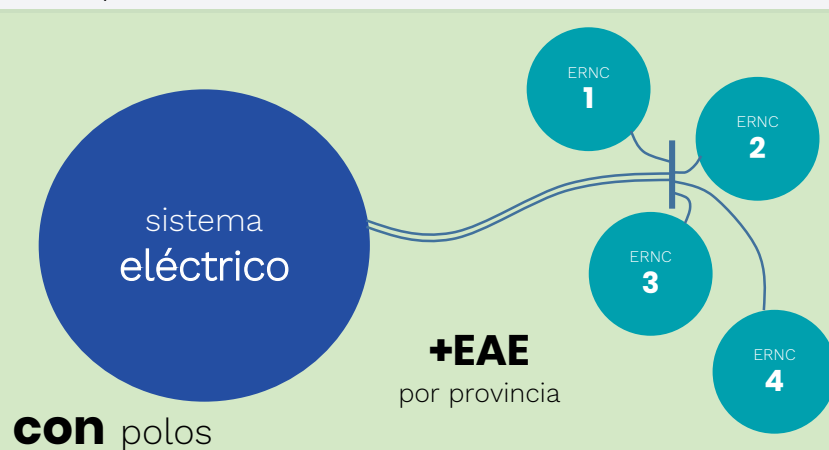 ERNC
1
ERNC
2
sistema
eléctrico
ERNC
3
+EAE
por provincia
ERNC
4
con polos